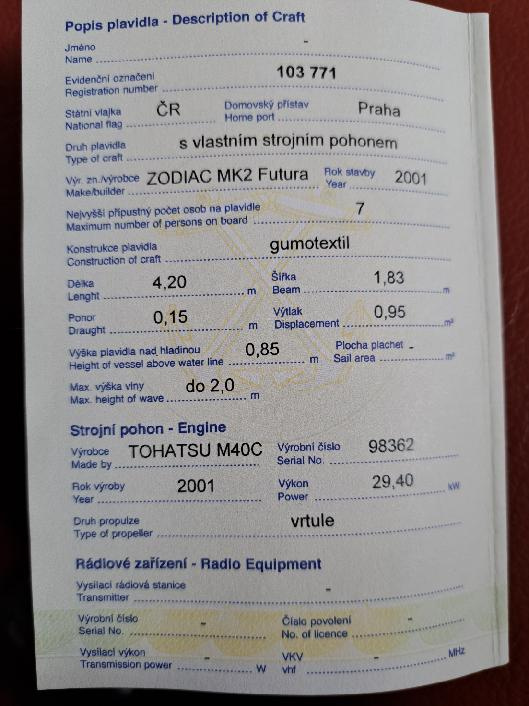 Popis plavidla - Description of Craft
Jméno -
Name
Evidenční označení 103 771
Registration number
Státní vlajka ČR Domovský přístav Praha
National flag Home port
Druh plavidla s vlastním strojním pohonem
Type of craft
Výr. zn./výrobce ZODIAC MK2 Futura Rok stavby 2001
Make/builder Year
Nejvyšší přípustný počet osob na plavidle 7
Maximum number of persons on board
Konstrukce plavidla gumotextil
Construction of craft
Délka 4,20 Šířka 1,83
Lenght m Beam m
Ponor 0,15 Výtlak 0,95
Draught m Displacement m³
Výška plavidla nad hladinou 0,85 Plocha plachet -
Height of vessel above water line m Sail area m²
Max. výška vlny do 2,0
Max. height of wave m
Strojní pohon - Engine
Výrobce TOHATSU M40C Výrobní číslo 98362
Made by Serial No.
Rok výroby 2001 Výkon 29,40
Year Power kW
Druh propulze vrtule
Type of propeller
Rádiové zařízení - Radio Equipment
Vysílací rádiová stanice -
Transmitter
Výrobní číslo - Číslo povolení -
Serial No. No. of licence
Vysílací výkon - VKV - MHz
Transmission power W vhf